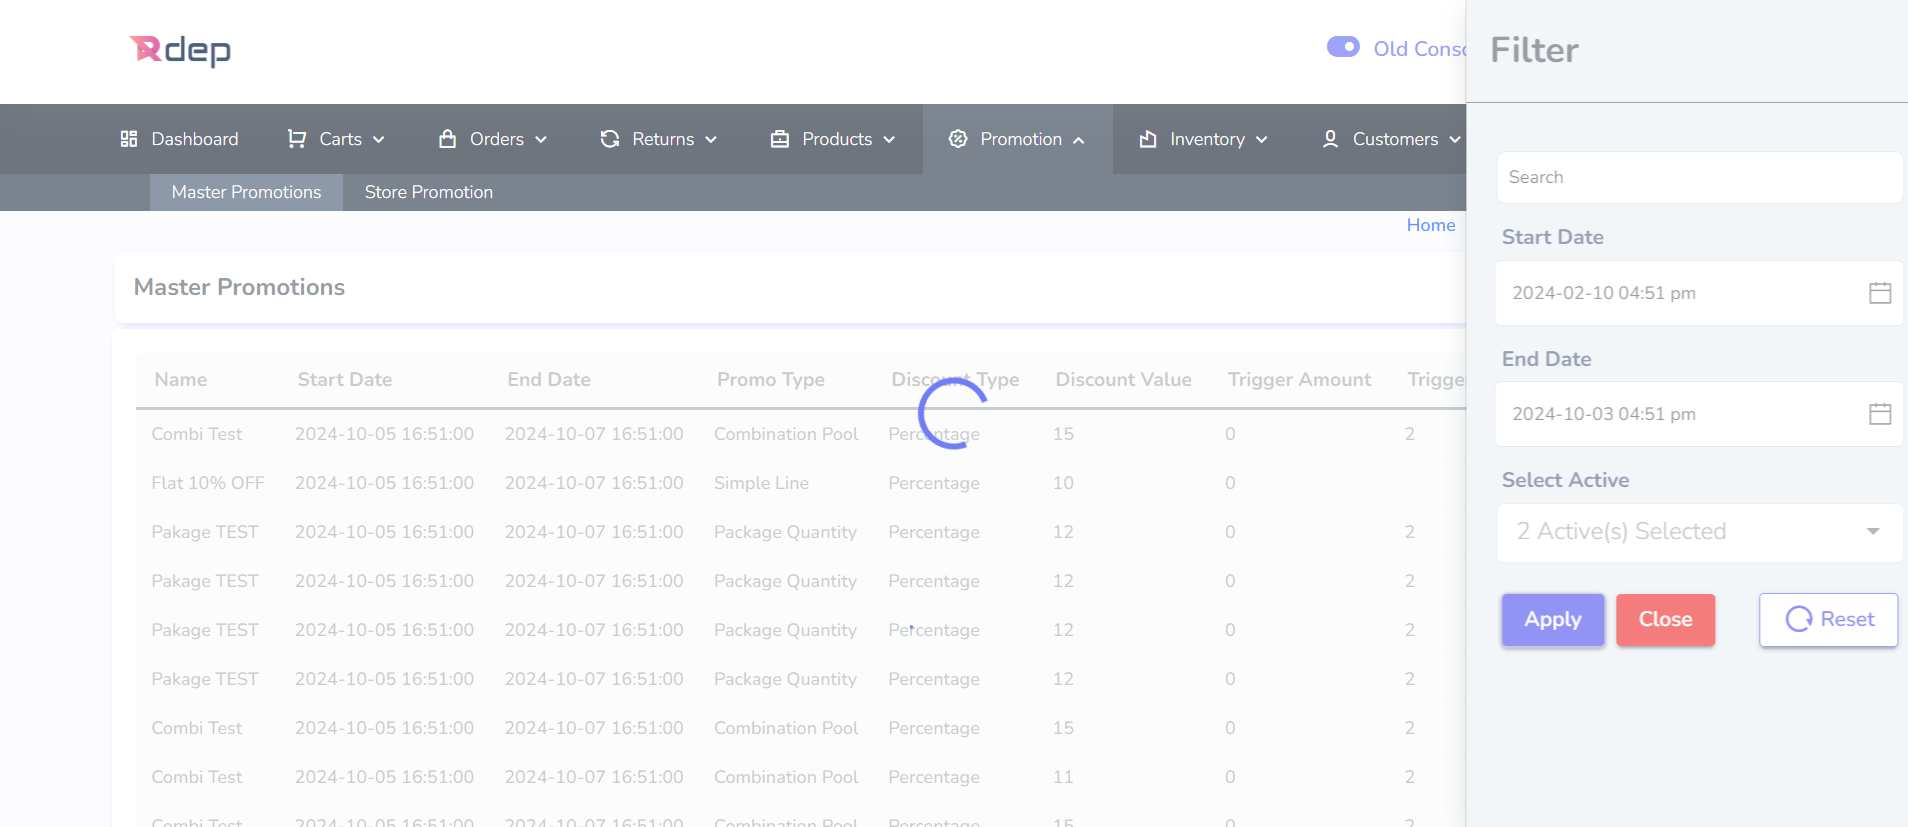 Rdep
Old Conso
Filter
Dashboard Carts Orders Returns Products Promotion Inventory Customers
Master Promotions Store Promotion
Home
Search
Start Date
2024-02-10 04:51 pm
End Date
2024-10-03 04:51 pm
Select Active
2 Active(s) Selected
Apply Close Reset
Master Promotions
Name Start Date End Date Promo Type Discount Type Discount Value Trigger Amount Trigge
Combi Test 2024-10-05 16:51:00 2024-10-07 16:51:00 Combination Pool Percentage 15 0 2
Flat 10% OFF 2024-10-05 16:51:00 2024-10-07 16:51:00 Simple Line Percentage 10 0
Pakage TEST 2024-10-05 16:51:00 2024-10-07 16:51:00 Package Quantity Percentage 12 0 2
Pakage TEST 2024-10-05 16:51:00 2024-10-07 16:51:00 Package Quantity Percentage 12 0 2
Pakage TEST 2024-10-05 16:51:00 2024-10-07 16:51:00 Package Quantity Percentage 12 0 2
Pakage TEST 2024-10-05 16:51:00 2024-10-07 16:51:00 Package Quantity Percentage 12 0 2
Combi Test 2024-10-05 16:51:00 2024-10-07 16:51:00 Combination Pool Percentage 15 0 2
Combi Test 2024-10-05 16:51:00 2024-10-07 16:51:00 Combination Pool Percentage 11 0 2
Combi Test 2024-10-05 16:51:00 2024-10-07 16:51:00 Combination Pool Percentage 15 0 2